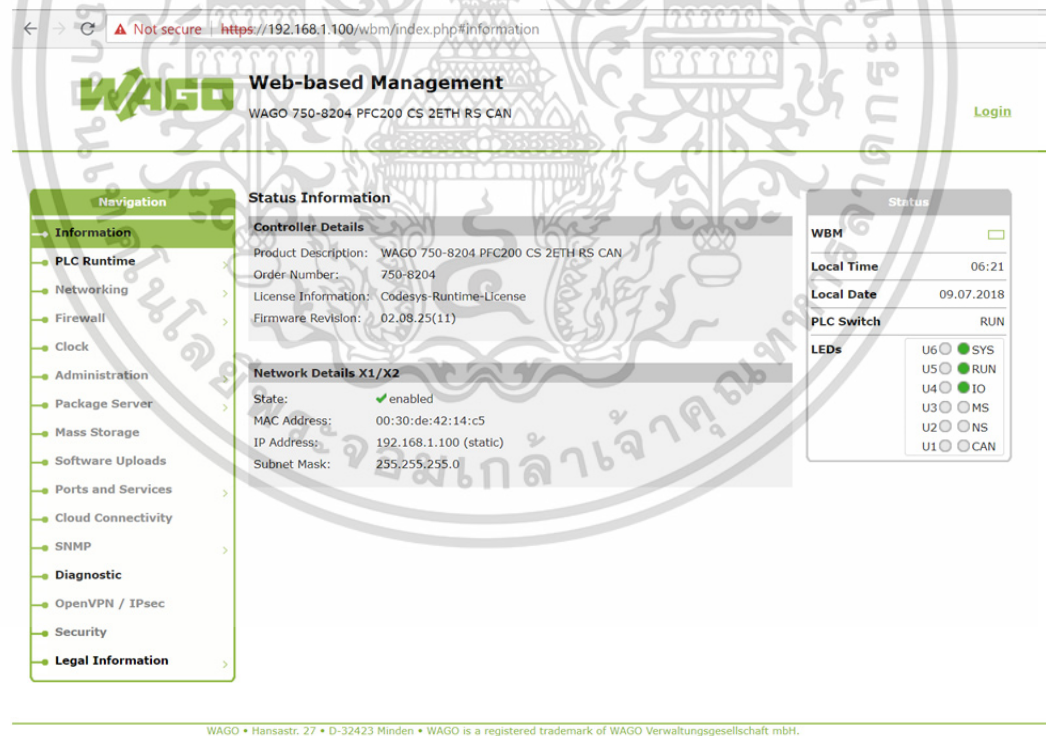 Not secure | https://192.168.1.100/wbm/index.php#information
WAGO
Web-based Management
WAGO 750-8204 PFC200 CS 2ETH RS CAN
Login
Navigation
Information
PLC Runtime
Networking
Firewall
Clock
Administration
Package Server
Mass Storage
Software Uploads
Ports and Services
Cloud Connectivity
SNMP
Diagnostic
OpenVPN / IPsec
Security
Legal Information
Status Information
Controller Details
Product Description: WAGO 750-8204 PFC200 CS 2ETH RS CAN
Order Number: 750-8204
License Information: Codesys-Runtime-License
Firmware Revision: 02.08.25(11)
Network Details X1/X2
State: enabled
MAC Address: 00:30:de:42:14:c5
IP Address: 192.168.1.100 (static)
Subnet Mask: 255.255.255.0
Status
WBM
Local Time 06:21
Local Date 09.07.2018
PLC Switch RUN
LEDs
U6 SYS
U5 RUN
U4 IO
U3 MS
U2 NS
U1 CAN
WAGO • Hansastr. 27 • D-32423 Minden • WAGO is a registered trademark of WAGO Verwaltungsgesellschaft mbH.